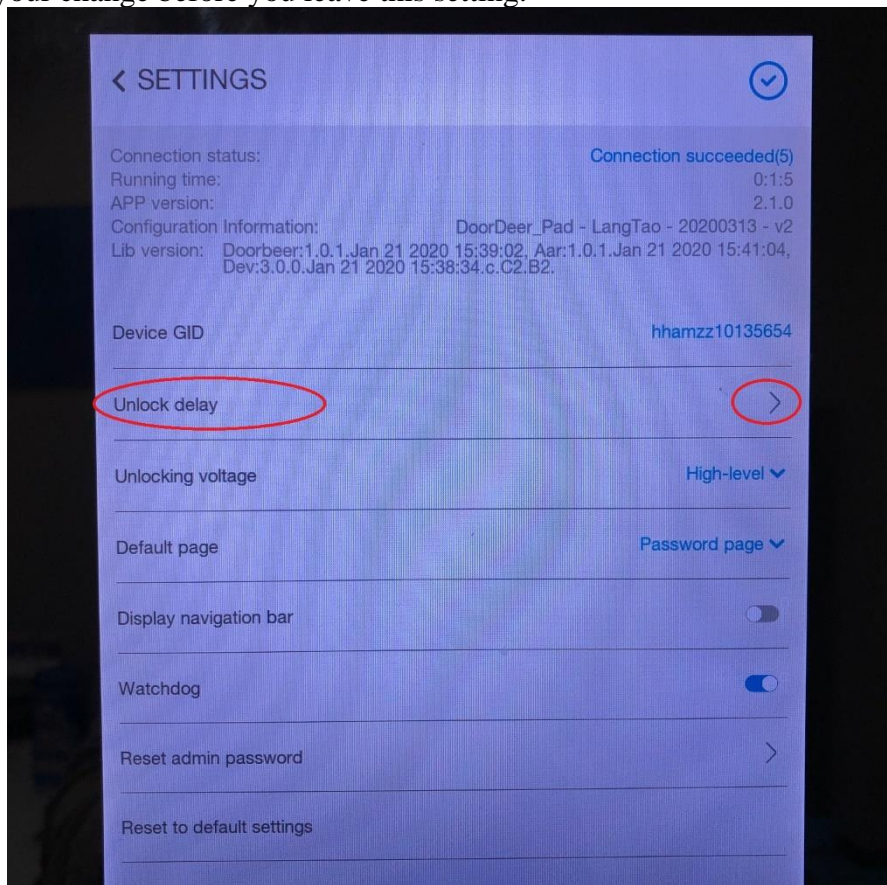 your change before you leave this setting.
SETTINGS
Connection status: Connection succeeded(5)
Running time: 0:1:5
APP version: 2.1.0
Configuration Information: DoorDeer_Pad - LangTao - 20200313 - v2
Lib version: Doorbeer:1.0.1.Jan 21 2020 15:39:02, Aar:1.0.1.Jan 21 2020 15:41:04,
Dev:3.0.0.Jan 21 2020 15:38:34.c.C2.B2.
Device GID hhamzz10135654
Unlock delay
Unlocking voltage High-level
Default page Password page
Display navigation bar
Watchdog
Reset admin password
Reset to default settings